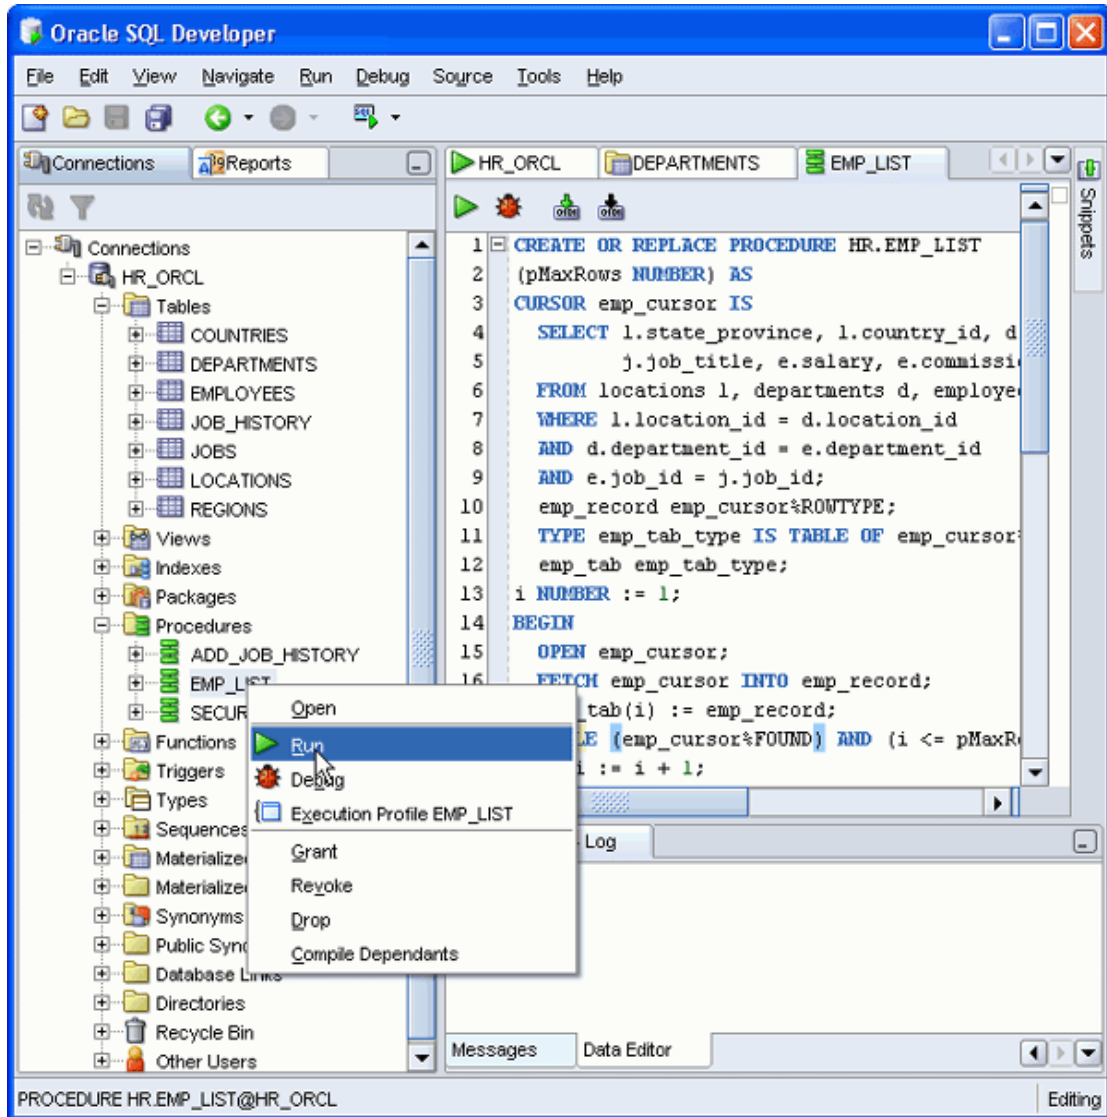 Oracle SQL Developer
File Edit View Navigate Run Debug Source Tools Help
Connections Reports
HR_ORCL DEPARTMENTS EMP_LIST
Snippets
Connections
HR_ORCL
Tables
COUNTRIES
DEPARTMENTS
EMPLOYEES
JOB_HISTORY
JOBS
LOCATIONS
REGIONS
Views
Indexes
Packages
Procedures
ADD_JOB_HISTORY
EMP_LIST
SECUR
Functions
Triggers
Types
Sequences
Materialize
Materialize
Synonyms
Public Syn
Database Links
Directories
Recycle Bin
Other Users
Open
Run
Debug
Execution Profile EMP_LIST
Grant
Revoke
Drop
Compile Dependants
1 CREATE OR REPLACE PROCEDURE HR.EMP_LIST
2 (pMaxRows NUMBER) AS
3 CURSOR emp_cursor IS
4 SELECT l.state_province, l.country_id, d
5 j.job_title, e.salary, e.commissi
6 FROM locations l, departments d, employe
7 WHERE l.location_id = d.location_id
8 AND d.department_id = e.department_id
9 AND e.job_id = j.job_id;
10 emp_record emp_cursor%ROWTYPE;
11 TYPE emp_tab_type IS TABLE OF emp_cursor
12 emp_tab emp_tab_type;
13 i NUMBER := 1;
14 BEGIN
15 OPEN emp_cursor;
16 FETCH emp_cursor INTO emp_record;
_tab(i) := emp_record;
LE (emp_cursor%FOUND) AND (i <= pMaxR
i := i + 1;
Log
Messages Data Editor
PROCEDURE HR.EMP_LIST@HR_ORCL Editing